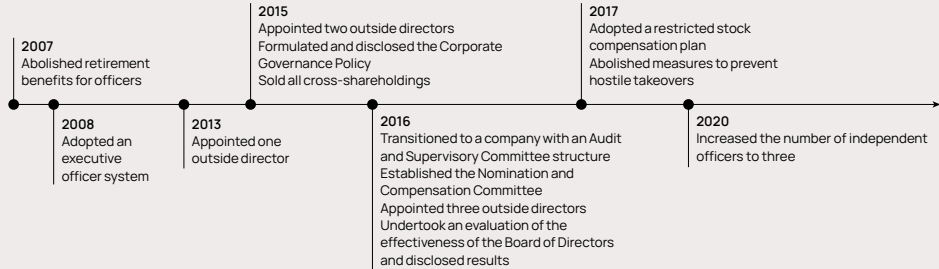 2007
Abolished retirement
benefits for officers
2008
Adopted an
executive
officer system
2013
Appointed one
outside director
2015
Appointed two outside directors
Formulated and disclosed the Corporate
Governance Policy
Sold all cross-shareholdings
2016
Transitioned to a company with an Audit
and Supervisory Committee structure
Established the Nomination and
Compensation Committee
Appointed three outside directors
Undertook an evaluation of the
effectiveness of the Board of Directors
and disclosed results
2017
Adopted a restricted stock
compensation plan
Abolished measures to prevent
hostile takeovers
2020
Increased the number of independent
officers to three